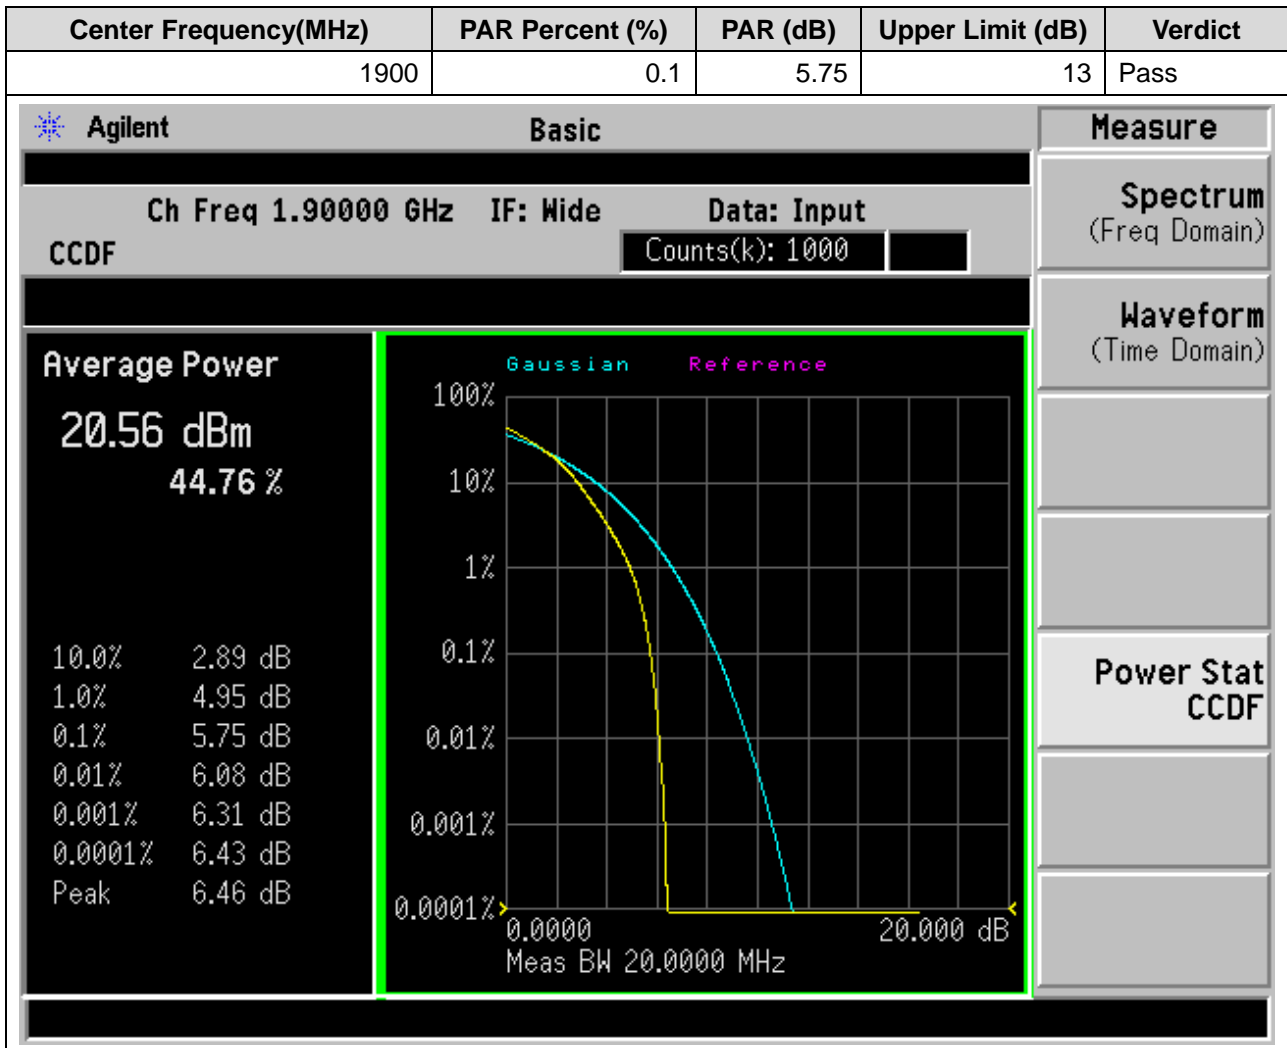 Center Frequency(MHz) PAR Percent (%) PAR (dB) Upper Limit (dB) Verdict
1900 0.1 5.75 13 Pass
Agilent Basic
Ch Freq 1.90000 GHz IF: Wide Data: Input
CCDF Counts(k): 1000
Average Power
20.56 dBm
44.76 %
10.0% 2.89 dB
1.0% 4.95 dB
0.1% 5.75 dB
0.01% 6.08 dB
0.001% 6.31 dB
0.0001% 6.43 dB
Peak 6.46 dB
Gaussian Reference
100%
10%
1%
0.1%
0.01%
0.001%
0.0001%
0.0000 20.000 dB
Meas BW 20.0000 MHz
Measure
Spectrum
(Freq Domain)
Waveform
(Time Domain)
Power Stat
CCDF